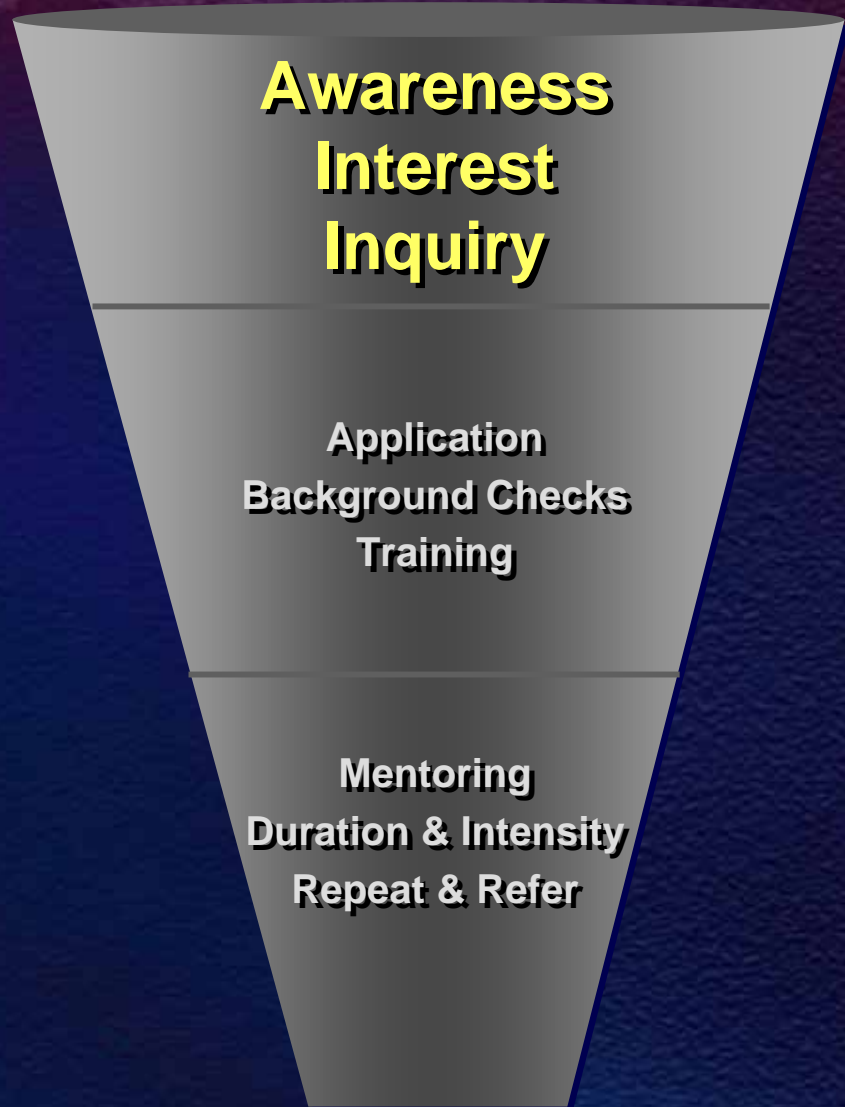 Awareness
Interest
Inquiry
Application
Background Checks
Training
Mentoring
Duration & Intensity
Repeat & Refer